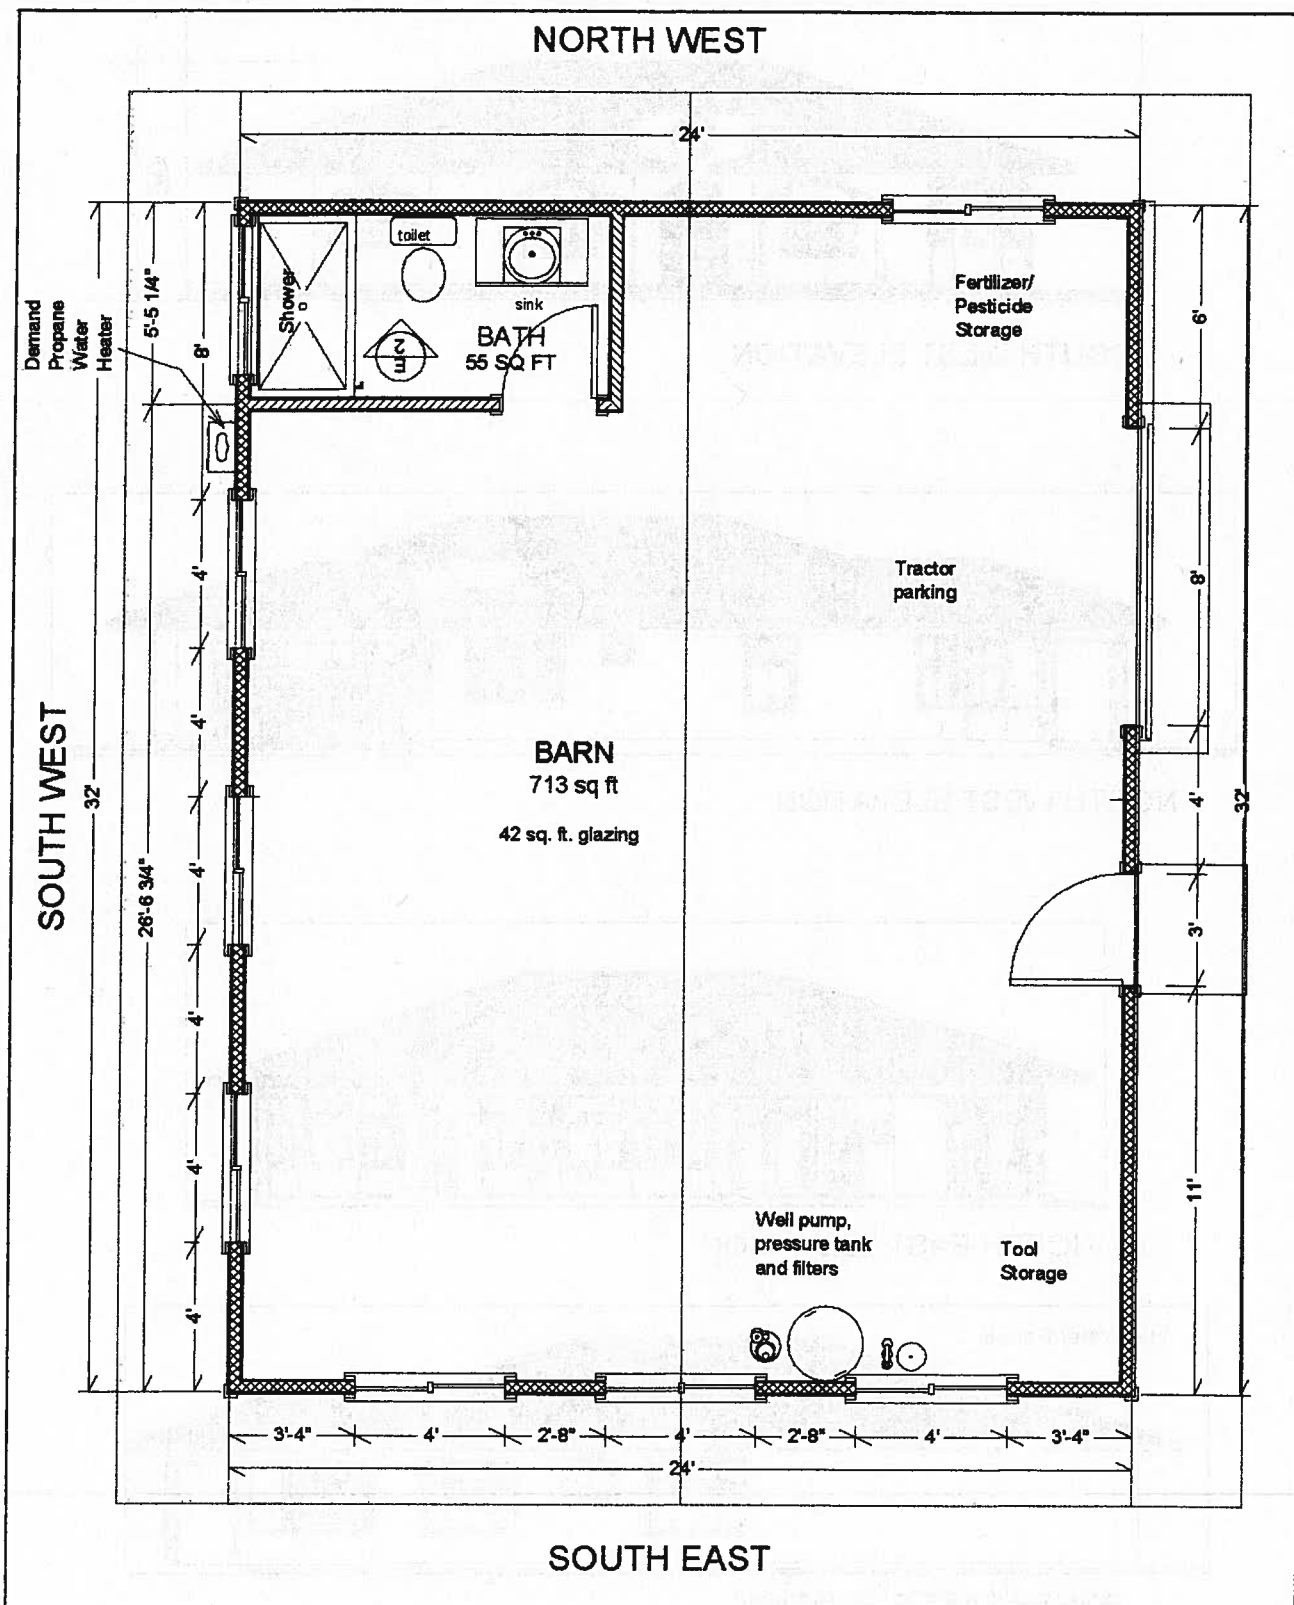 NORTH WEST
24'
toilet
sink
Shower
2'm
BATH
55 SQ FT
Fertilizer/
Pesticide
Storage
Demand
Propane
Water
Heater
5'-5 1/4"
8'
6'
4'
Tractor
parking
8'
4'
BARN
713 sq ft
42 sq. ft. glazing
SOUTH WEST
32'
26'-6 3/4"
4'
4'
32'
3'
4'
4'
11'
4'
Well pump,
pressure tank
and filters
Tool
Storage
3'-4"
4'
2'-8"
4'
2'-8"
4'
3'-4"
24'
SOUTH EAST